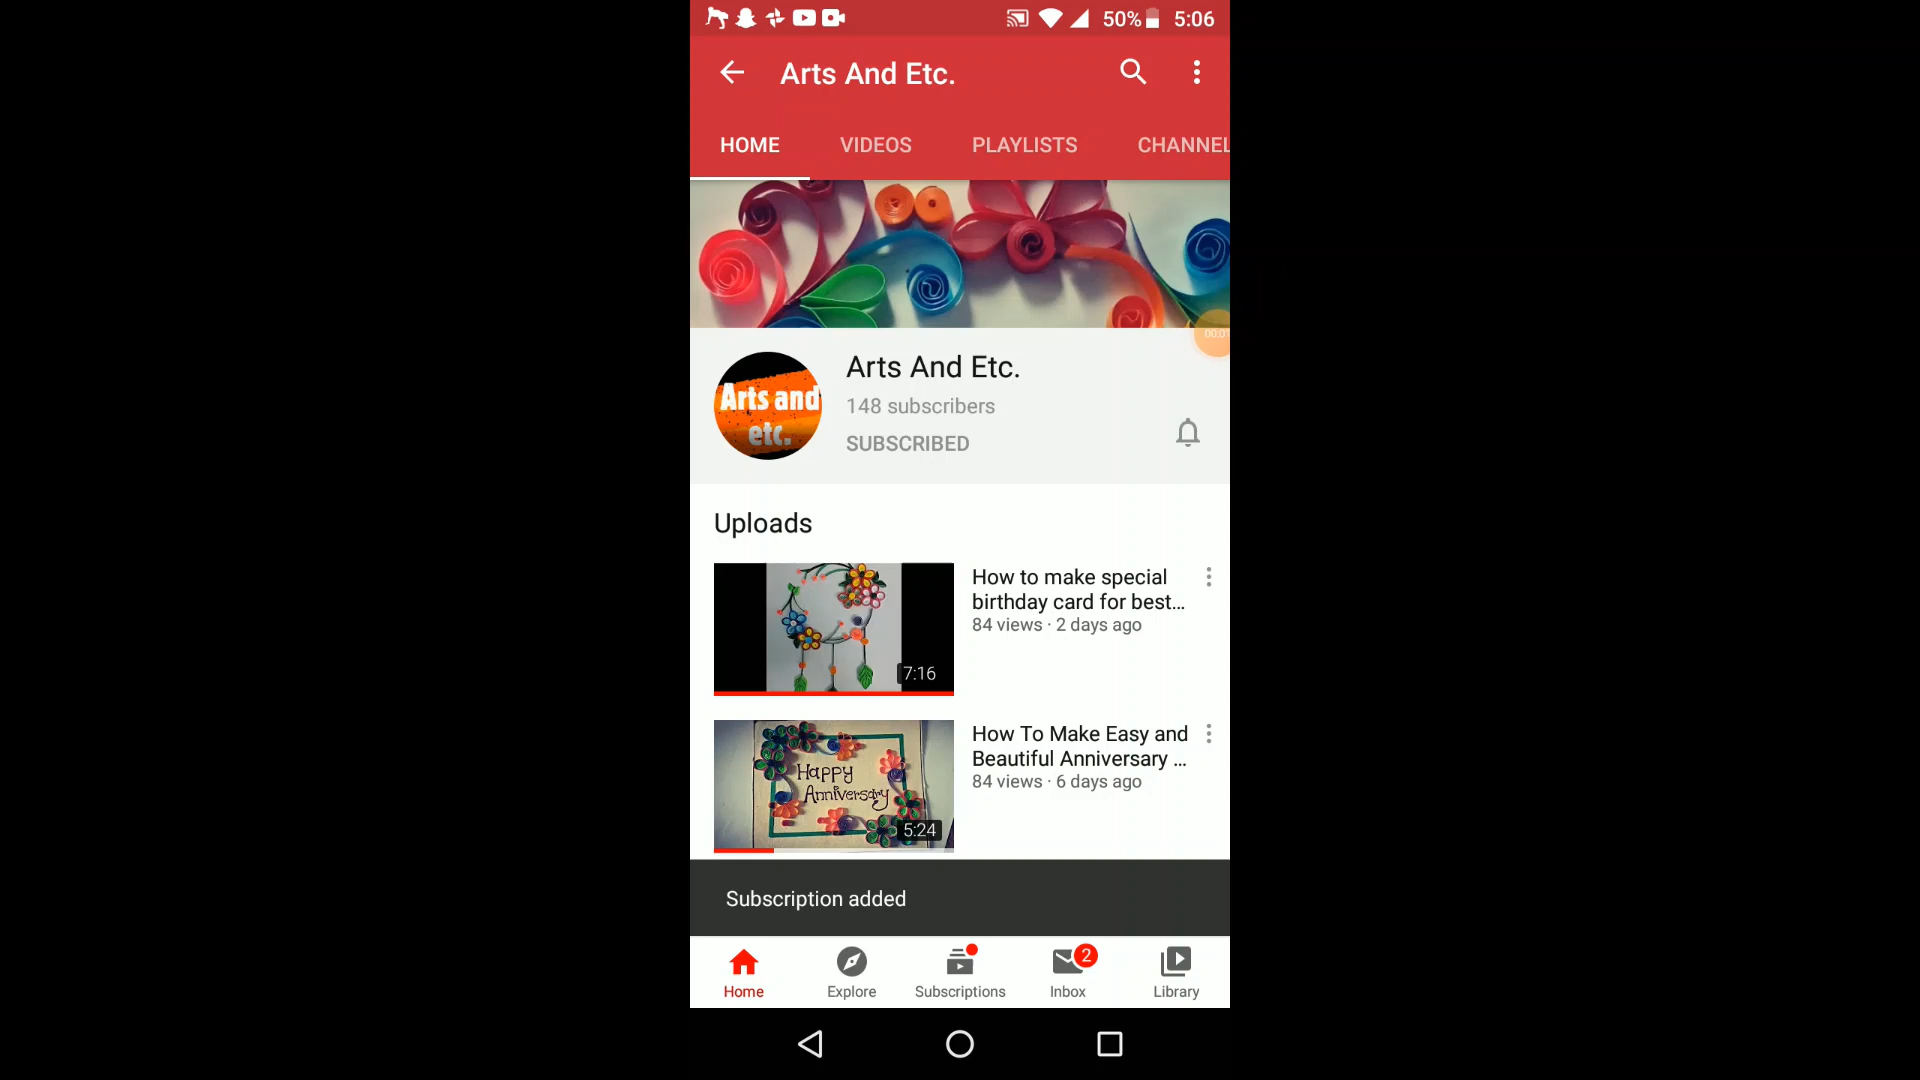 50% 5:06
Arts And Etc.
HOME VIDEOS PLAYLISTS CHANNEL
Arts and
etc.
Arts And Etc.
148 subscribers
SUBSCRIBED
Uploads
7:16
How to make special
birthday card for best...
84 views · 2 days ago
Happy
Anniversary
5:24
How To Make Easy and
Beautiful Anniversary ...
84 views · 6 days ago
Subscription added
2
Home Explore Subscriptions Inbox Library